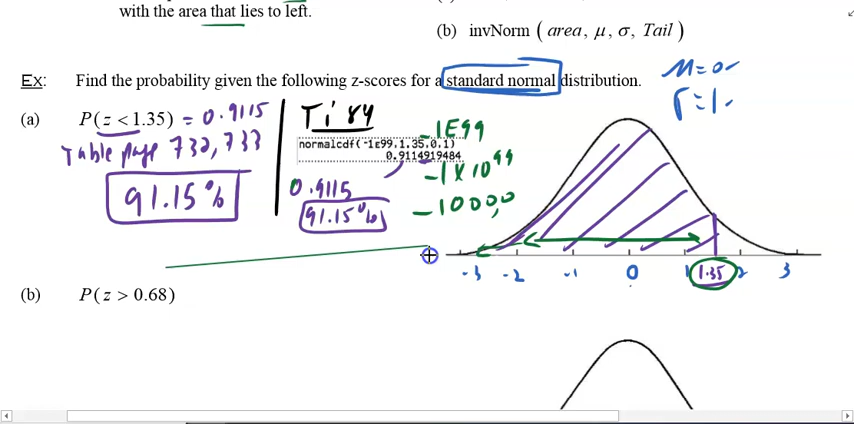 with the area that lies to left.
(b) invNorm ( area, μ, σ, Tail )
Ex: Find the probability given the following z-scores for a standard normal distribution.
M=0
σ=1
(a) P(z < 1.35) = 0.9115
Table page 732, 733
91.15%
Ti 84
normalcdf(-1E99,1.35,0,1)
0.9114919484
0.9115
91.15%
-1E99
-1 x 10^99
-1000,0
-3 -2 -1 0 1 1.35 2 3
(b) P(z > 0.68)